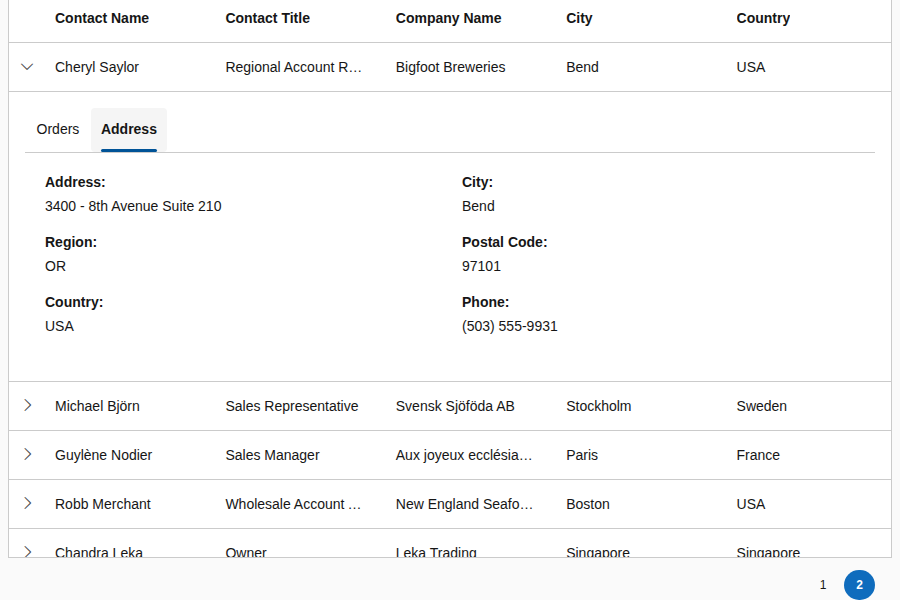 Contact Name Contact Title Company Name City Country
Cheryl Saylor Regional Account R… Bigfoot Breweries Bend USA
Orders Address
Address: City:
3400 - 8th Avenue Suite 210 Bend
Region: Postal Code:
OR 97101
Country: Phone:
USA (503) 555-9931
Michael Björn Sales Representative Svensk Sjöföda AB Stockholm Sweden
Guylène Nodier Sales Manager Aux joyeux ecclésia… Paris France
Robb Merchant Wholesale Account … New England Seafo… Boston USA
Chandra Leka Owner Leka Trading Singapore Singapore
1 2